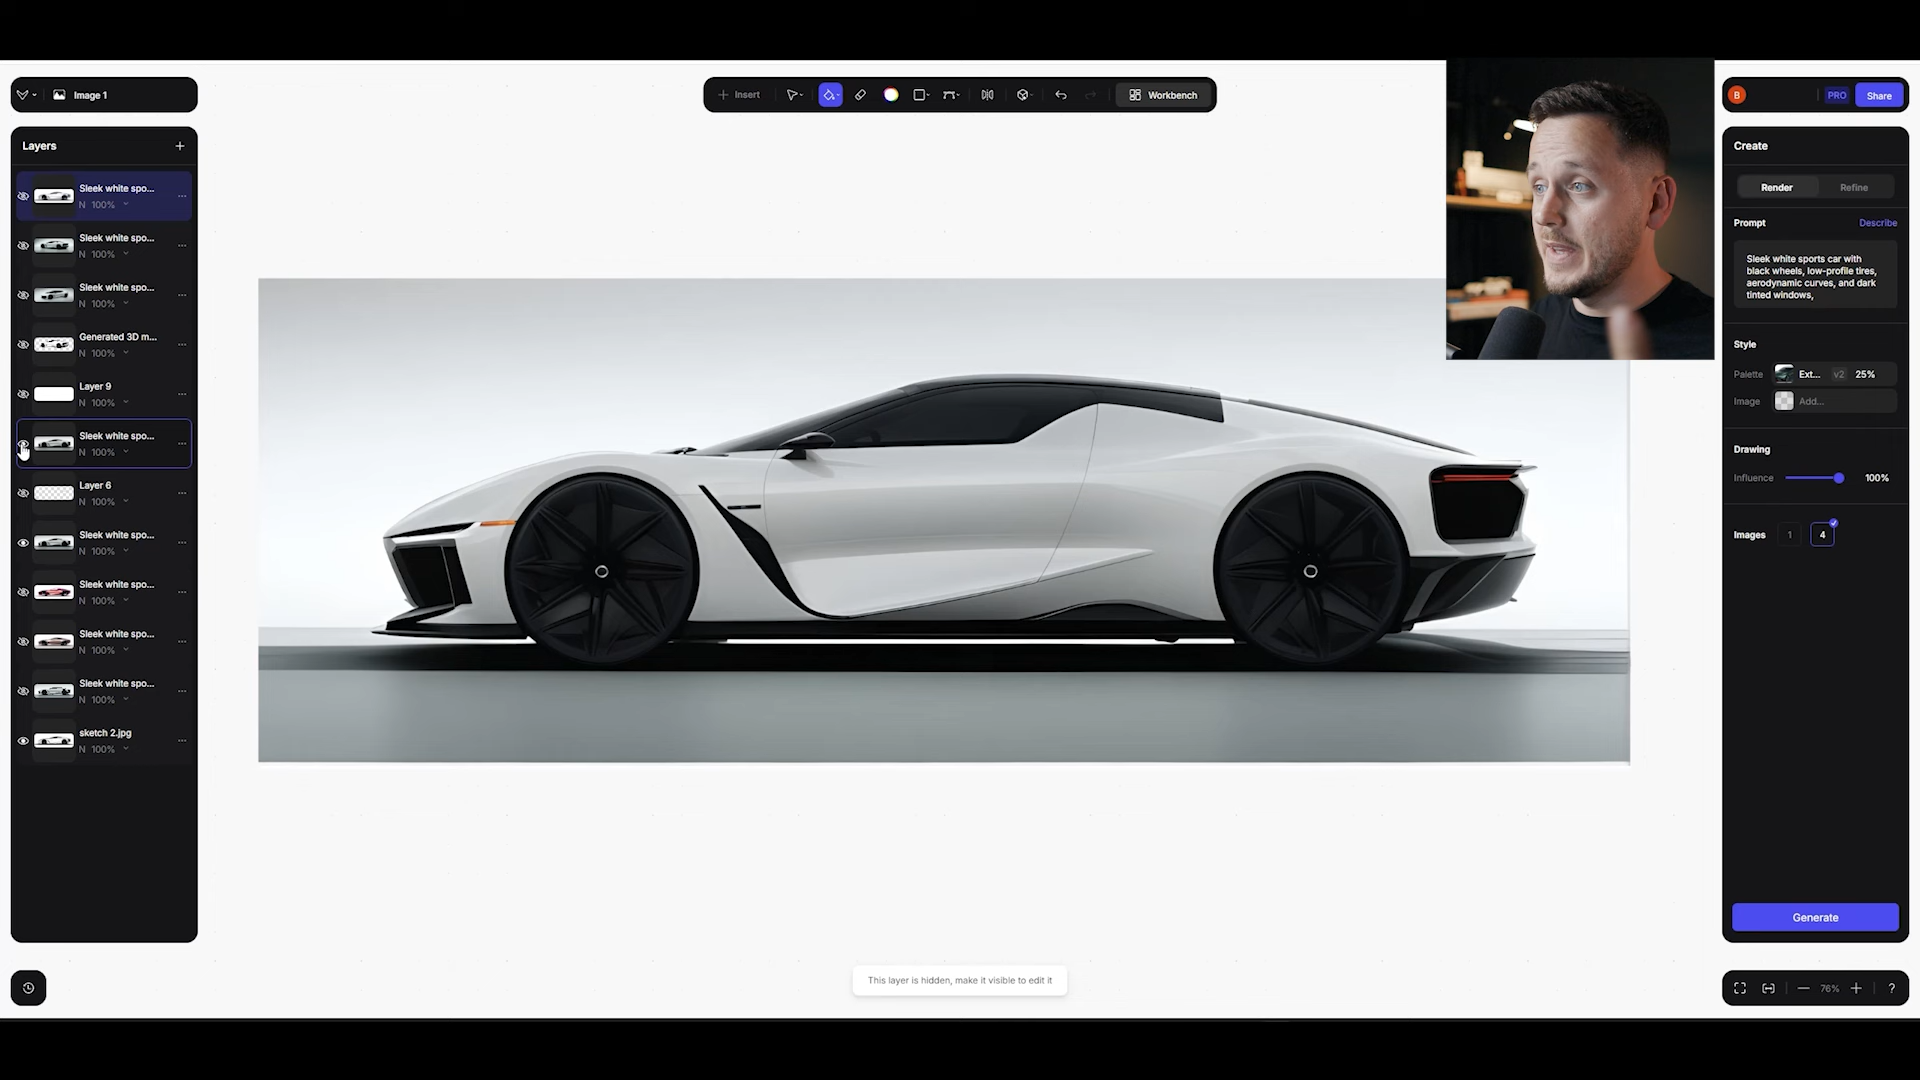 Image 1
Insert
Workbench
B
PRO
Share
Layers
Sleek white spo...
N 100%
Sleek white spo...
N 100%
Sleek white spo...
N 100%
Generated 3D m...
N 100%
Layer 9
N 100%
Sleek white spo...
N 100%
Layer 6
N 100%
Sleek white spo...
N 100%
Sleek white spo...
N 100%
Sleek white spo...
N 100%
Sleek white spo...
N 100%
sketch 2.jpg
N 100%
Create
Render
Refine
Prompt
Describe
Sleek white sports car with
black wheels, low-profile tires,
aerodynamic curves, and dark
tinted windows,
Style
Palette
Ext...
v2
25%
Image
Add...
Drawing
Influence
100%
Images
1
4
Generate
This layer is hidden, make it visible to edit it
76%
?